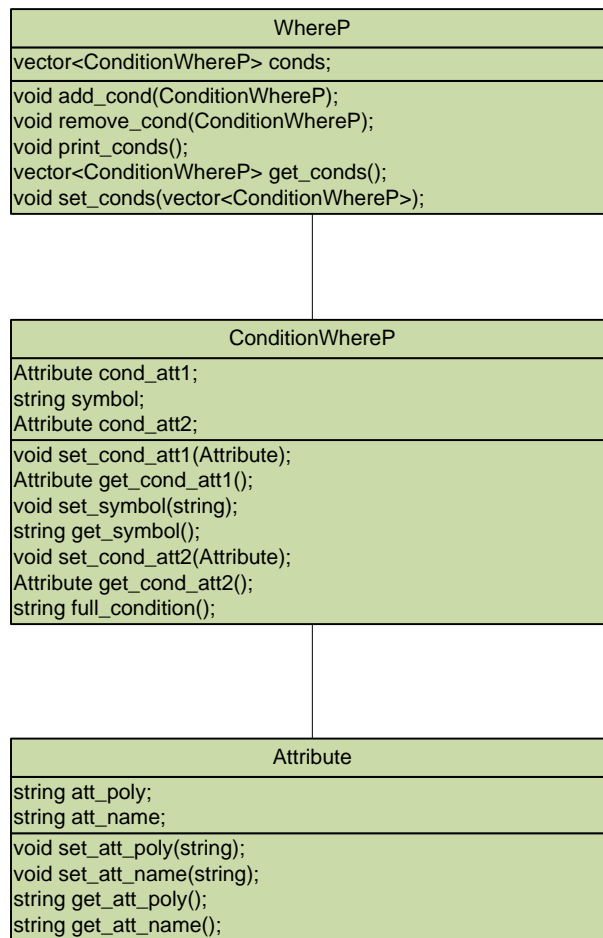 WhereP
vector<ConditionWhereP> conds;
void add_cond(ConditionWhereP);
void remove_cond(ConditionWhereP);
void print_conds();
vector<ConditionWhereP> get_conds();
void set_conds(vector<ConditionWhereP>);
ConditionWhereP
Attribute cond_att1;
string symbol;
Attribute cond_att2;
void set_cond_att1(Attribute);
Attribute get_cond_att1();
void set_symbol(string);
string get_symbol();
void set_cond_att2(Attribute);
Attribute get_cond_att2();
string full_condition();
Attribute
string att_poly;
string att_name;
void set_att_poly(string);
void set_att_name(string);
string get_att_poly();
string get_att_name();